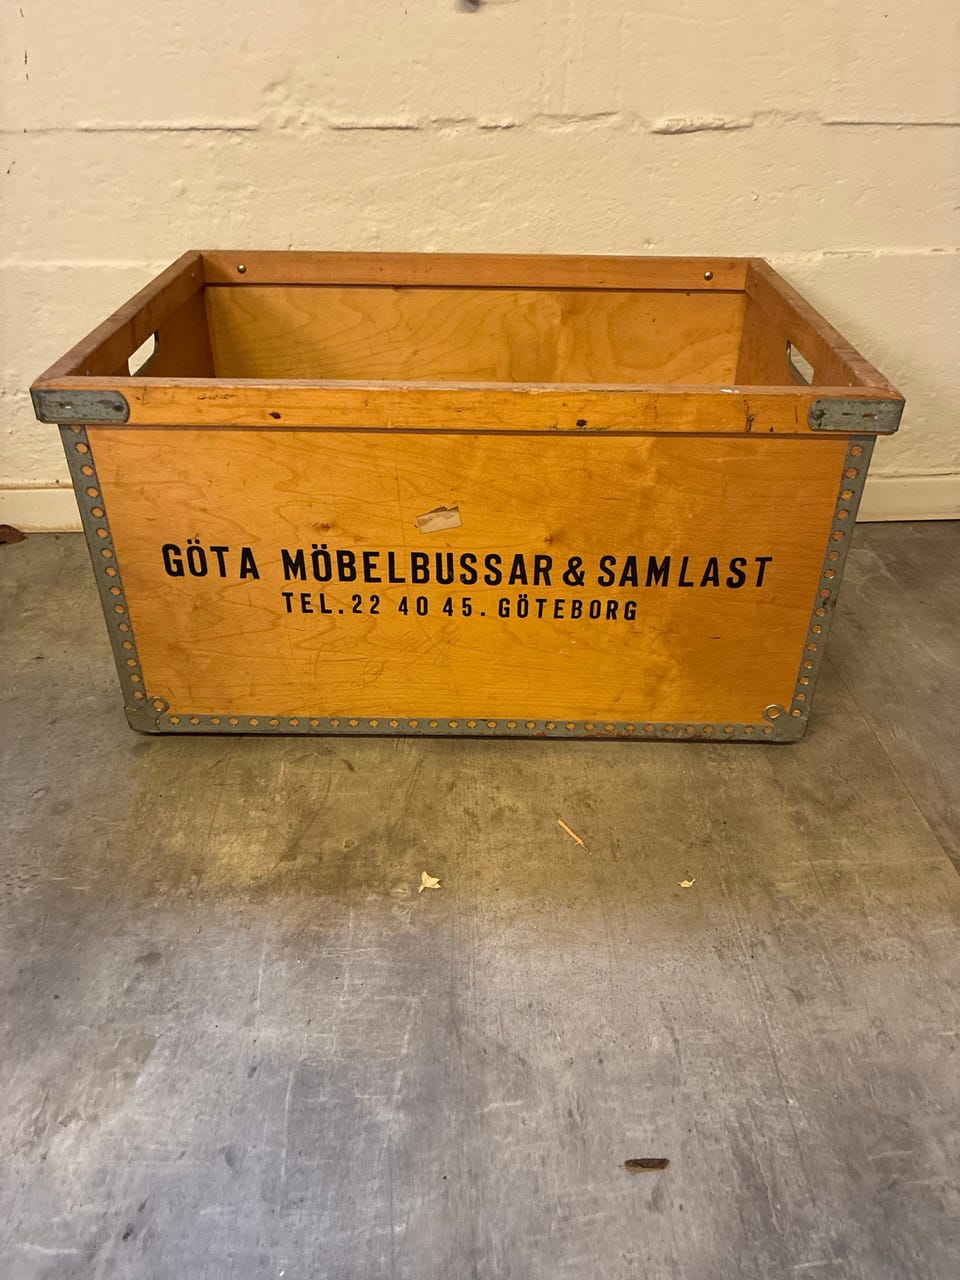 GÖTA MÖBELBUSSAR & SAMLAST
TEL. 22 40 45. GÖTEBORG